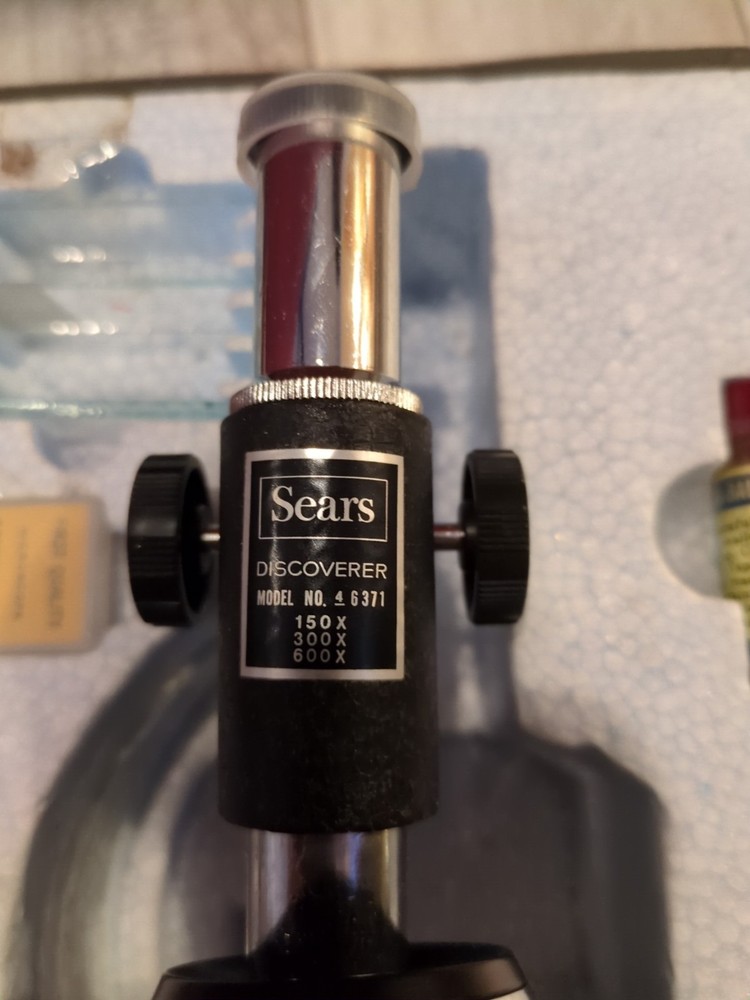 Sears
DISCOVERER
MODEL NO. 4 6371
150X
300X
600X